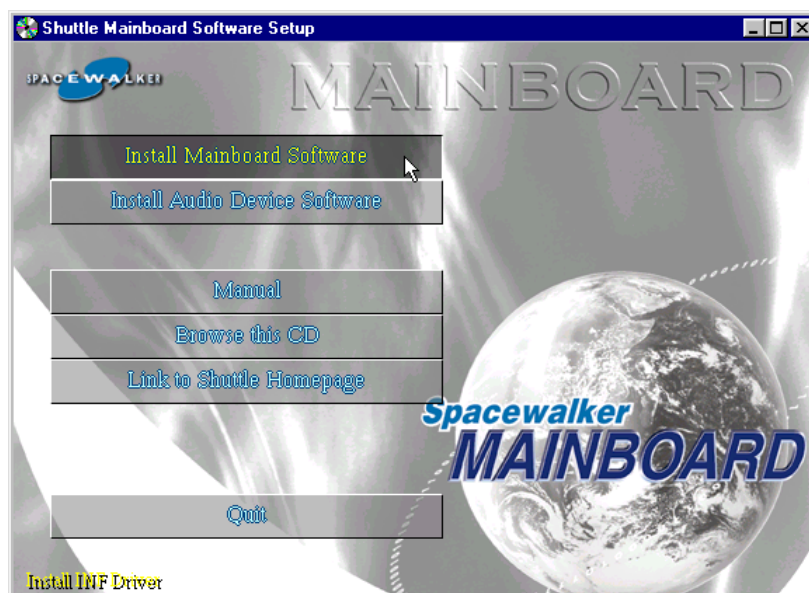 Shuttle Mainboard Software Setup
SPACEWALKER
MAINBOARD
Install Mainboard Software
Install Audio Device Software
Manual
Browse this CD
Link to Shuttle Homepage
Spacewalker
MAINBOARD
Quit
Install INF Driver